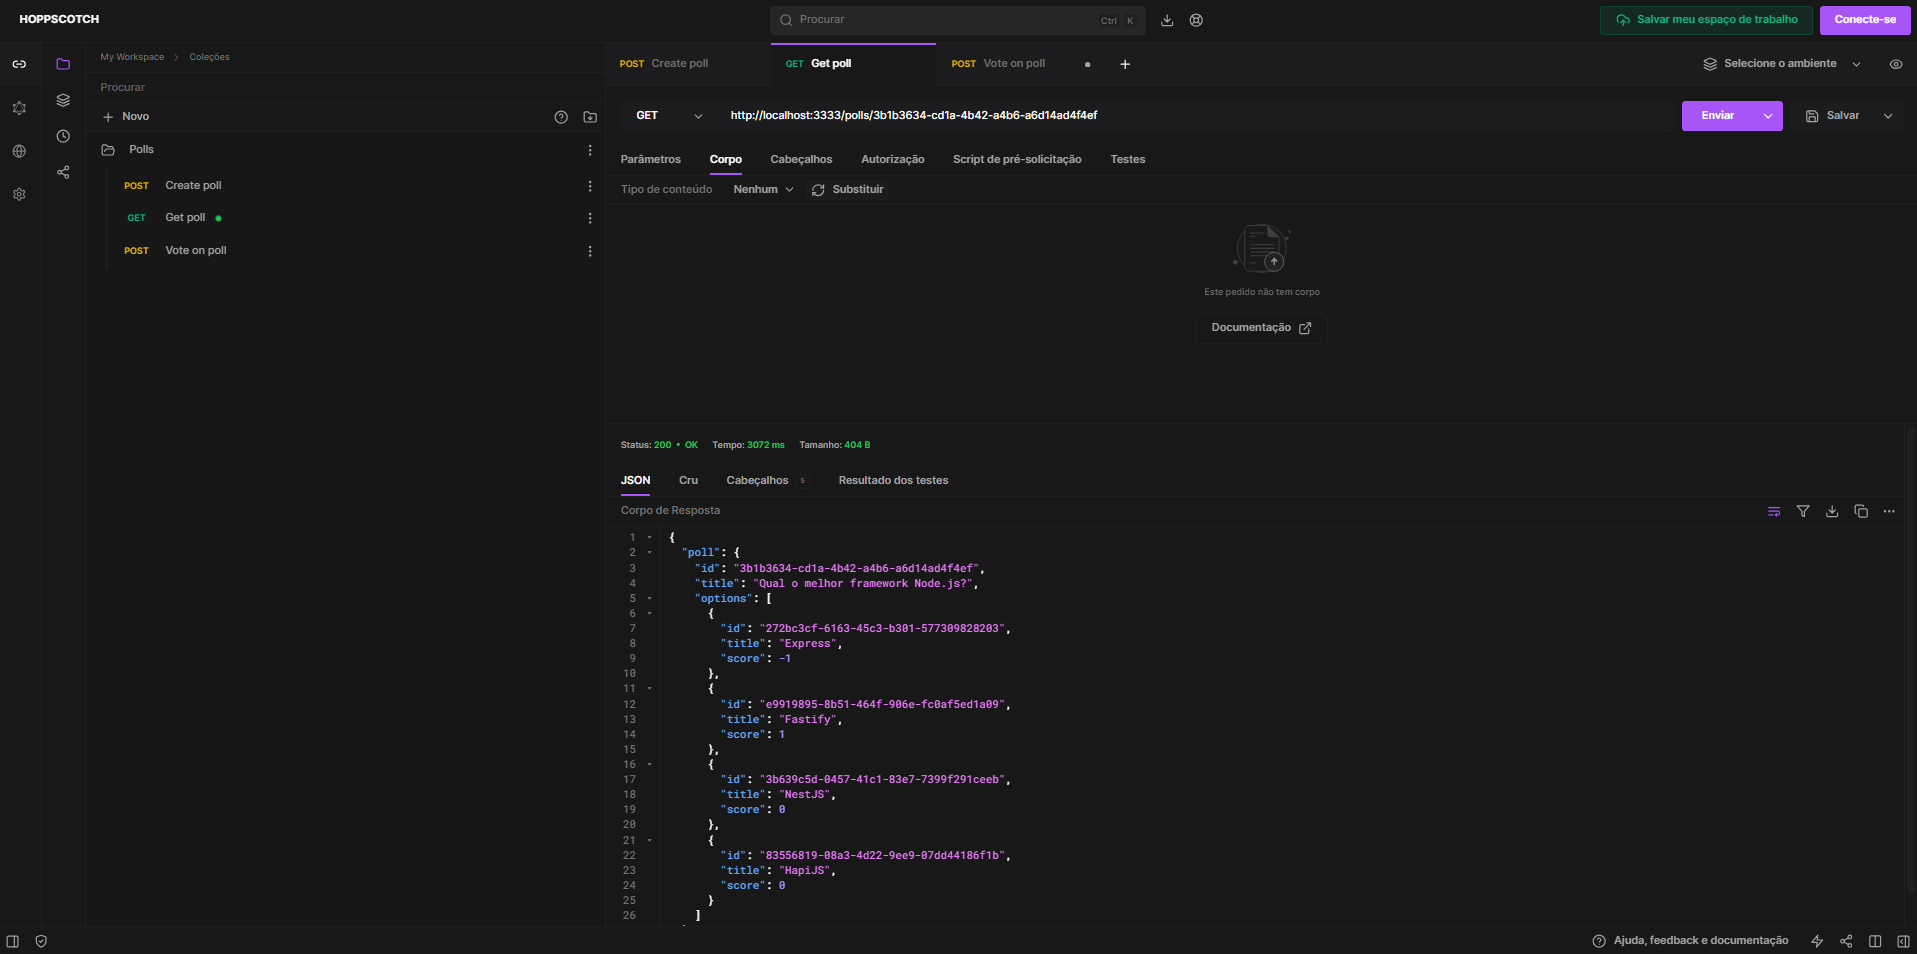 HOPPSCOTCH
Procurar
Ctrl K
Salvar meu espaço de trabalho
Conecte-se
My Workspace
Coleções
Procurar
Novo
Polls
POST Create poll
GET Get poll
POST Vote on poll
POST Create poll
GET Get poll
POST Vote on poll
Selecione o ambiente
GET
http://localhost:3333/polls/3b1b3634-cd1a-4b42-a4b6-a6d14ad4f4ef
Enviar
Salvar
Parâmetros Corpo Cabeçalhos Autorização Script de pré-solicitação Testes
Tipo de conteúdo Nenhum Substituir
Este pedido não tem corpo
Documentação
Status: 200 • OK Tempo: 3072 ms Tamanho: 404 B
JSON Cru Cabeçalhos 5 Resultado dos testes
Corpo de Resposta
1 {
2 "poll": {
3 "id": "3b1b3634-cd1a-4b42-a4b6-a6d14ad4f4ef",
4 "title": "Qual o melhor framework Node.js?",
5 "options": [
6 {
7 "id": "272bc3cf-6163-45c3-b301-577309828203",
8 "title": "Express",
9 "score": -1
10 },
11 {
12 "id": "e9919895-8b51-464f-906e-fc0af5ed1a09",
13 "title": "Fastify",
14 "score": 1
15 },
16 {
17 "id": "3b639c5d-0457-41c1-83e7-7399f291ceeb",
18 "title": "NestJS",
19 "score": 0
20 },
21 {
22 "id": "83556819-08a3-4d22-9ee9-07dd44186f1b",
23 "title": "HapiJS",
24 "score": 0
25 }
26 ]
Ajuda, feedback e documentação